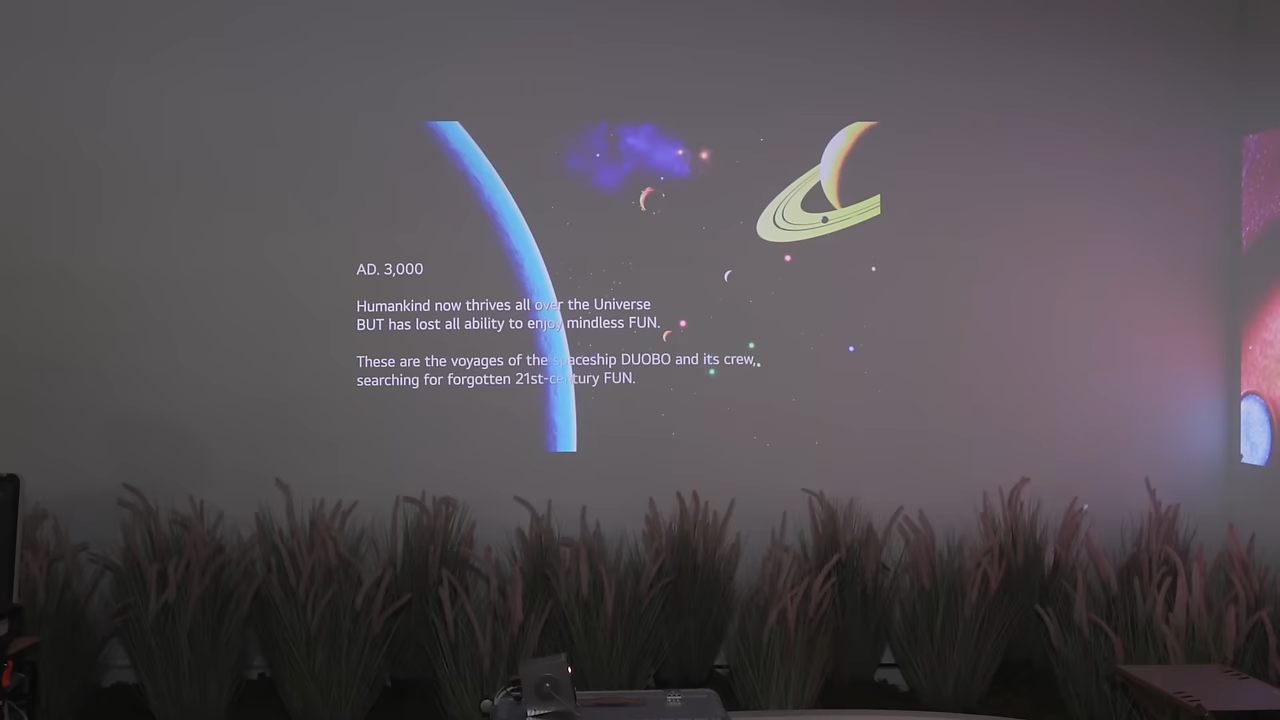 AD. 3,000
Humankind now thrives all over the Universe
BUT has lost all ability to enjoy mindless FUN.
These are the voyages of the spaceship DUOBO and its crew,
searching for forgotten 21st-century FUN.